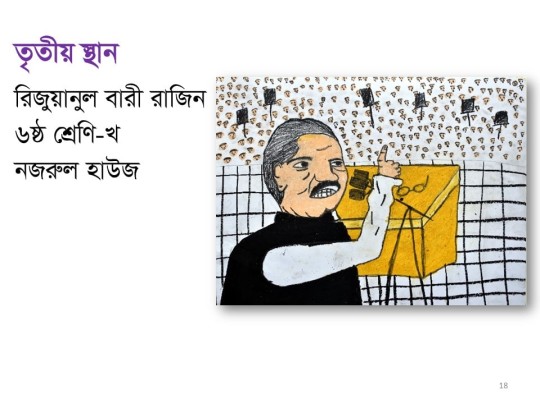 তৃতীয় স্থান
রিজুয়ানুল বারী রাজিন
৬ষ্ঠ শ্রেণি-খ
নজরুল হাউজ
18